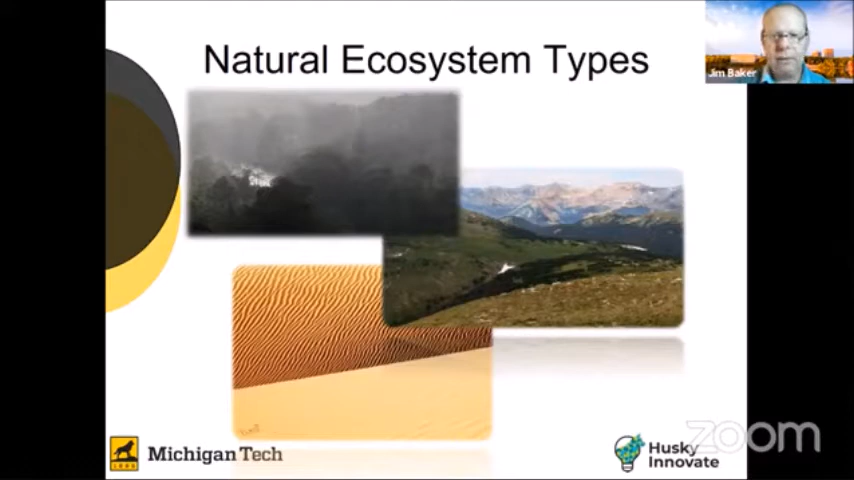 Natural Ecosystem Types
Jim Baker
Michigan Tech
Husky
Innovate
zoom